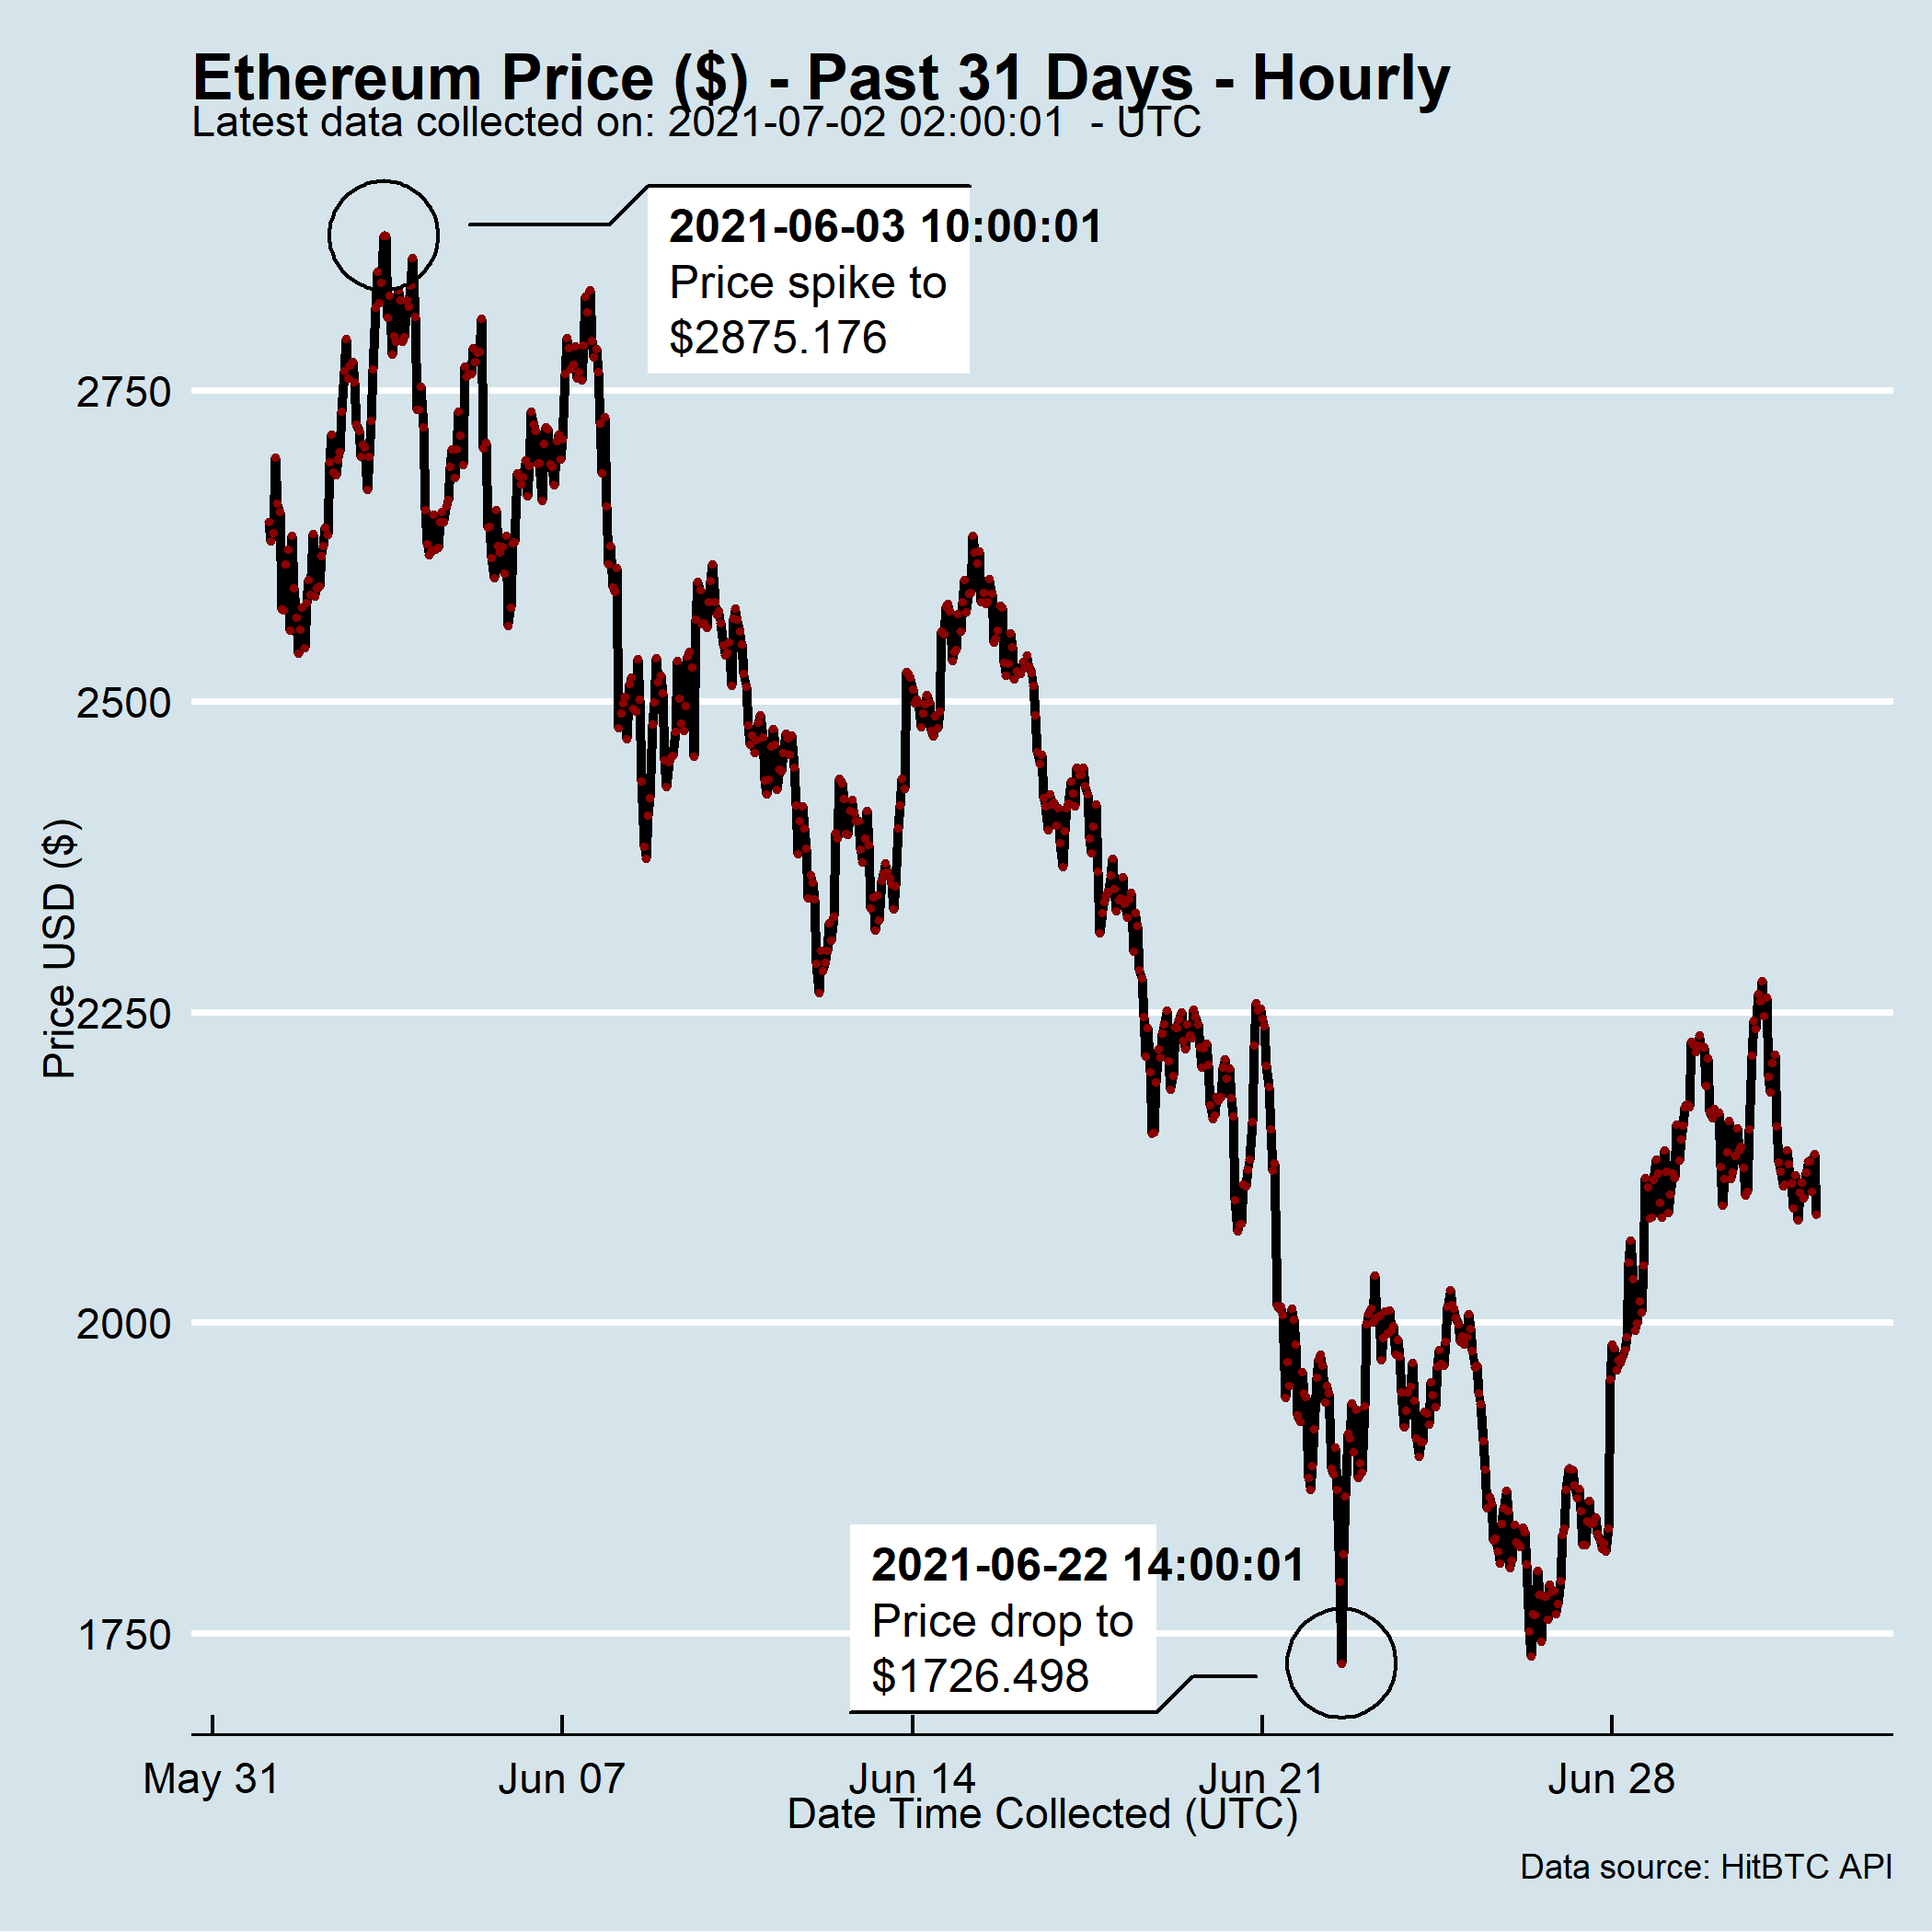 Ethereum Price ($) - Past 31 Days - Hourly
Latest data collected on: 2021-07-02 02:00:01  - UTC
2021-06-03 10:00:01
Price spike to
$2875.176
2750
2500
2250
2000
1750
Price USD ($)
2021-06-22 14:00:01
Price drop to
$1726.498
May 31
Jun 07
Jun 14
Jun 21
Jun 28
Date Time Collected (UTC)
Data source: HitBTC API